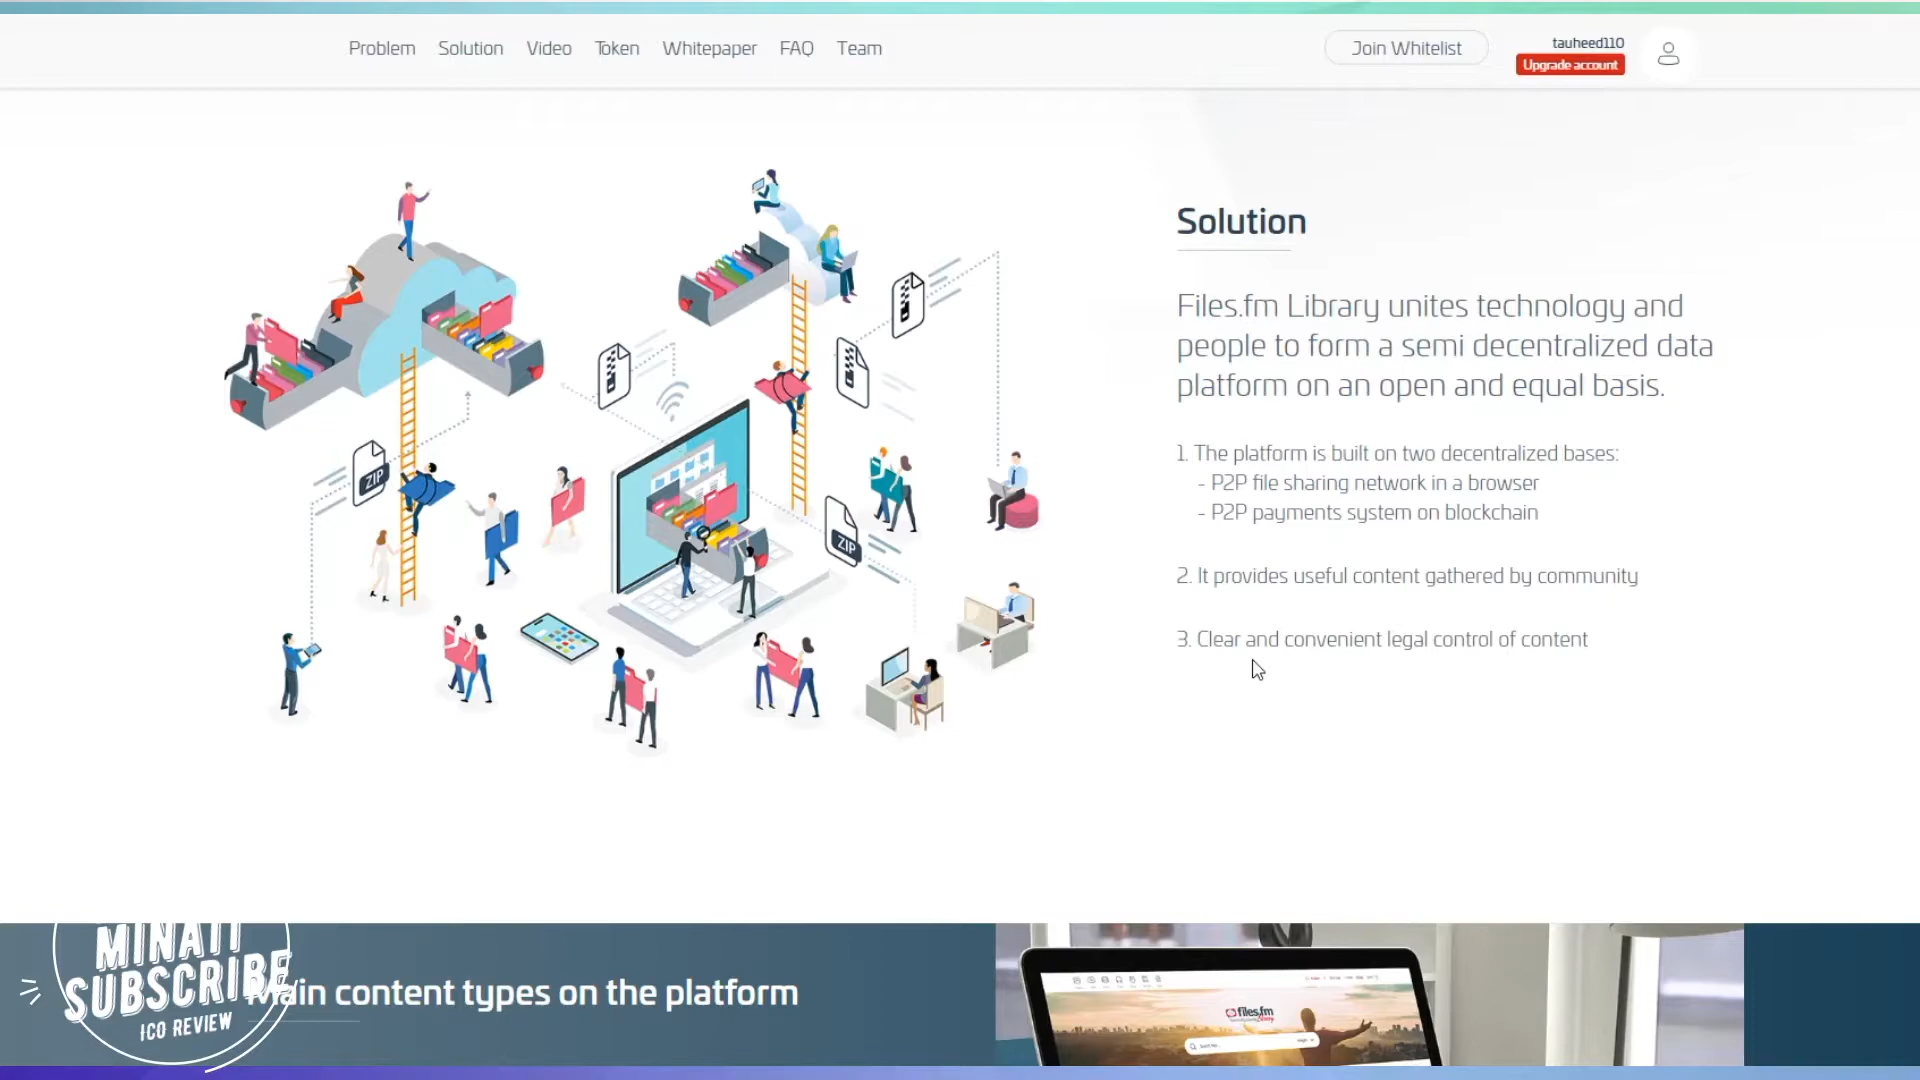 Problem Solution Video Token Whitepaper FAQ Team
Join Whitelist
tauheed110
Upgrade account
Solution
Files.fm Library unites technology and
people to form a semi decentralized data
platform on an open and equal basis.
1. The platform is built on two decentralized bases:
- P2P file sharing network in a browser
- P2P payments system on blockchain
2. It provides useful content gathered by community
3. Clear and convenient legal control of content
ZIP
ZIP
MINATI
SUBSCRIBE
ICO REVIEW
Main content types on the platform
files.fm